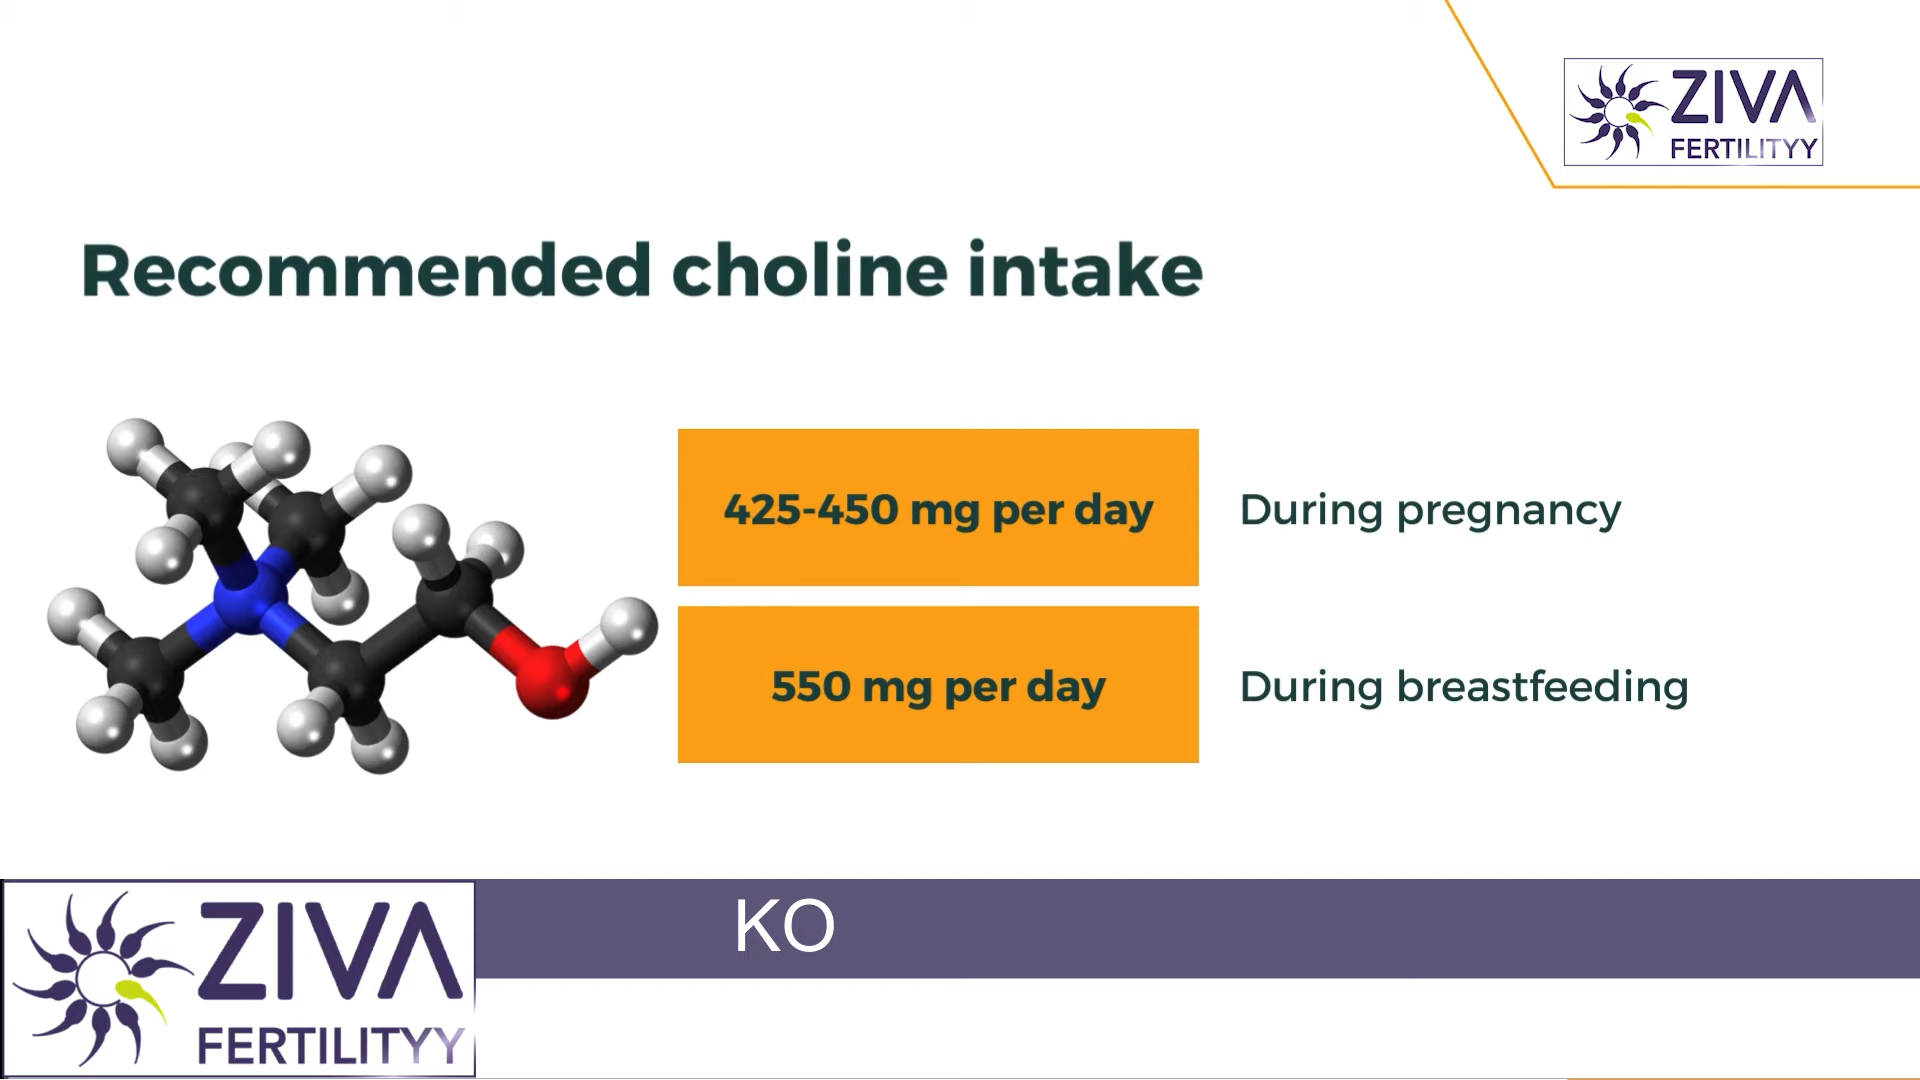 ZIVA
FERTILITYY
Recommended choline intake
425-450 mg per day
During pregnancy
550 mg per day
During breastfeeding
KO
ZIVA
FERTILITYY